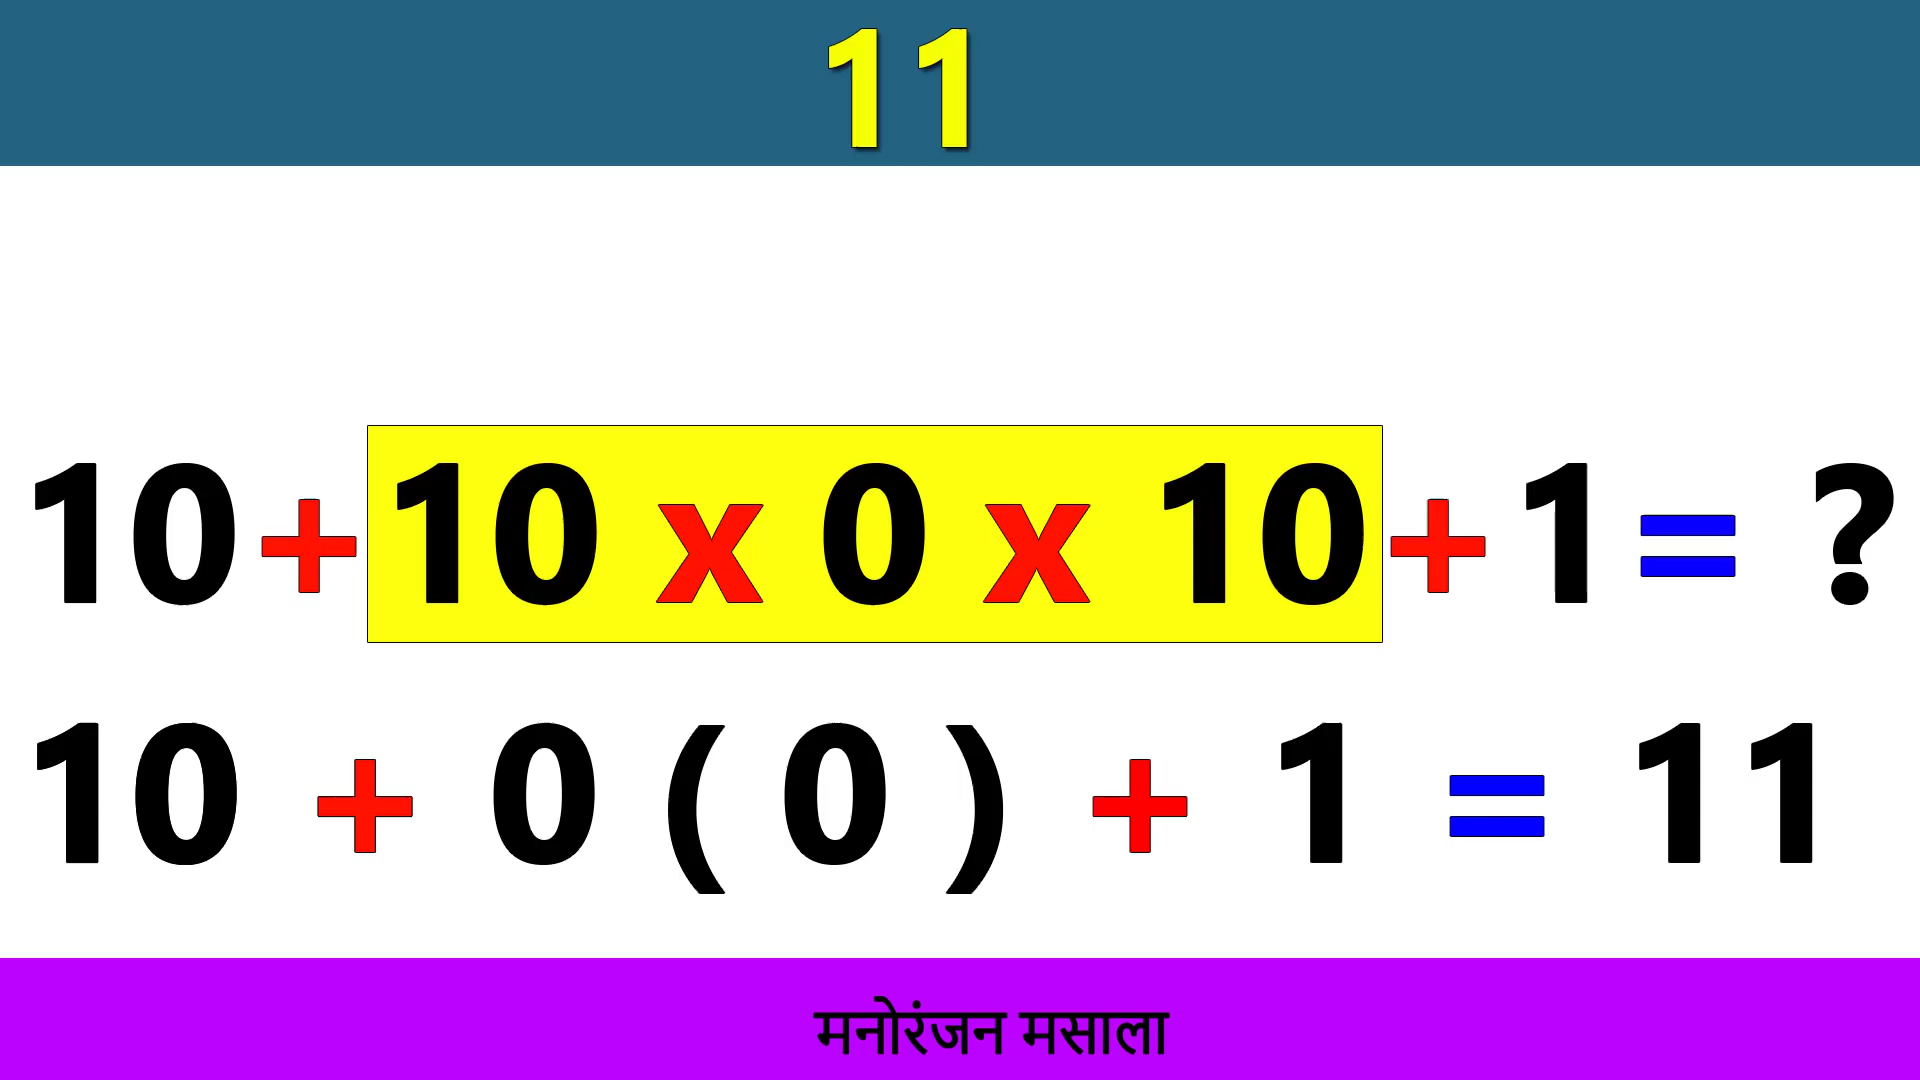 11
10+10 x 0 x 10+1= ?
10 + 0 ( 0 ) + 1 = 11
मनोरंजन मसाला